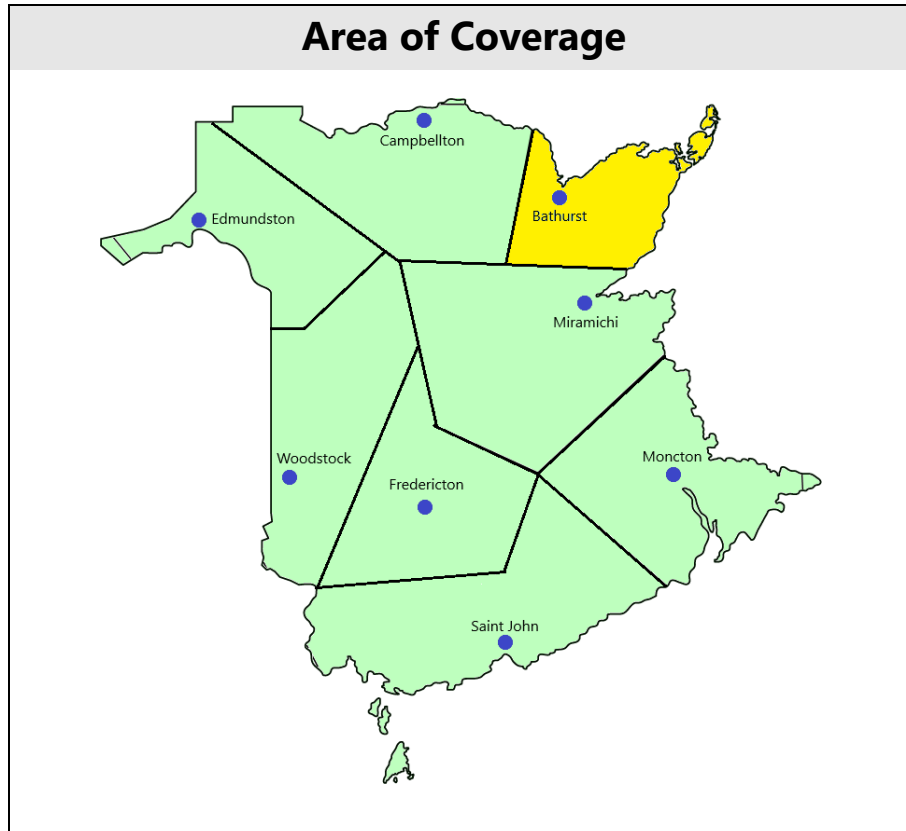 Area of Coverage
Campbellton
Edmundston
Bathurst
Miramichi
Woodstock
Fredericton
Moncton
Saint John